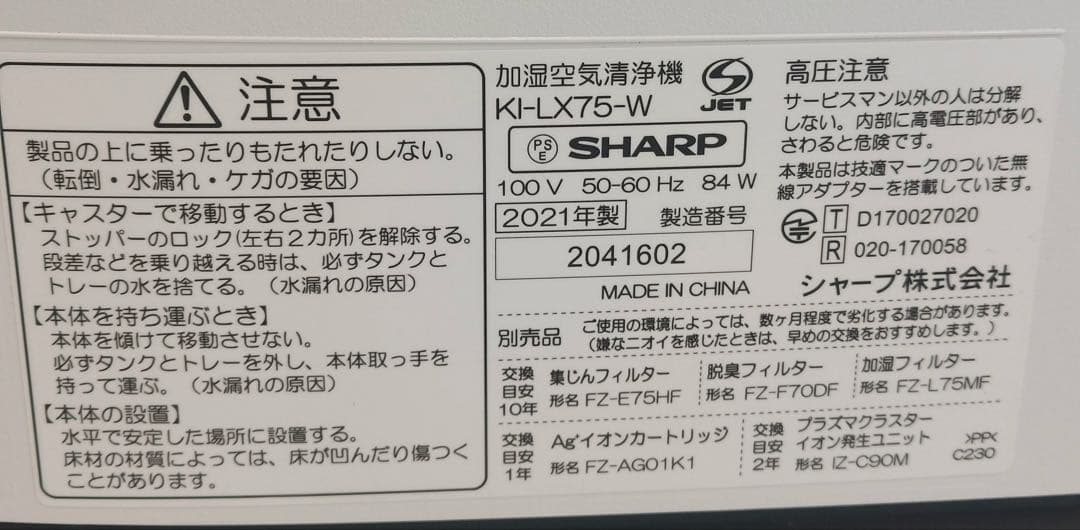 注意
製品の上に乗ったりもたれたりしない。
（転倒・水漏れ・ケガの要因）
【キャスターで移動するとき】
ストッパーのロック(左右2カ所)を解除する。
段差などを乗り越える時は、必ずタンクと
トレーの水を捨てる。（水漏れの原因）
【本体を持ち運ぶとき】
本体を傾けて移動させない。
必ずタンクとトレーを外し、本体取っ手を
持って運ぶ。（水漏れの原因）
【本体の設置】
水平で安定した場所に設置する。
床材の材質によっては、床が凹んだり傷つく
ことがあります。
加湿空気清浄機
KI-LX75-W
JET
PSE SHARP
100 V 50-60 Hz 84 W
2021年製 製造番号
2041602
MADE IN CHINA
高圧注意
サービスマン以外の人は分解
しない。内部に高電圧部があり、
さわると危険です。
本製品は技適マークのついた無
線アダプターを搭載しています。
T D170027020
R 020-170058
シャープ株式会社
別売品
ご使用の環境によっては、数ヶ月程度で劣化する場合があります。
（嫌なニオイを感じたときは、早めの交換をおすすめします。）
交換
目安
10年
集じんフィルター
形名 FZ-E75HF
脱臭フィルター
形名 FZ-F70DF
加湿フィルター
形名 FZ-L75MF
交換
目安
1年
Ag⁺イオンカートリッジ
形名 FZ-AG01K1
交換
目安
2年
プラズマクラスター
イオン発生ユニット
形名 IZ-C90M
>PP<
C230